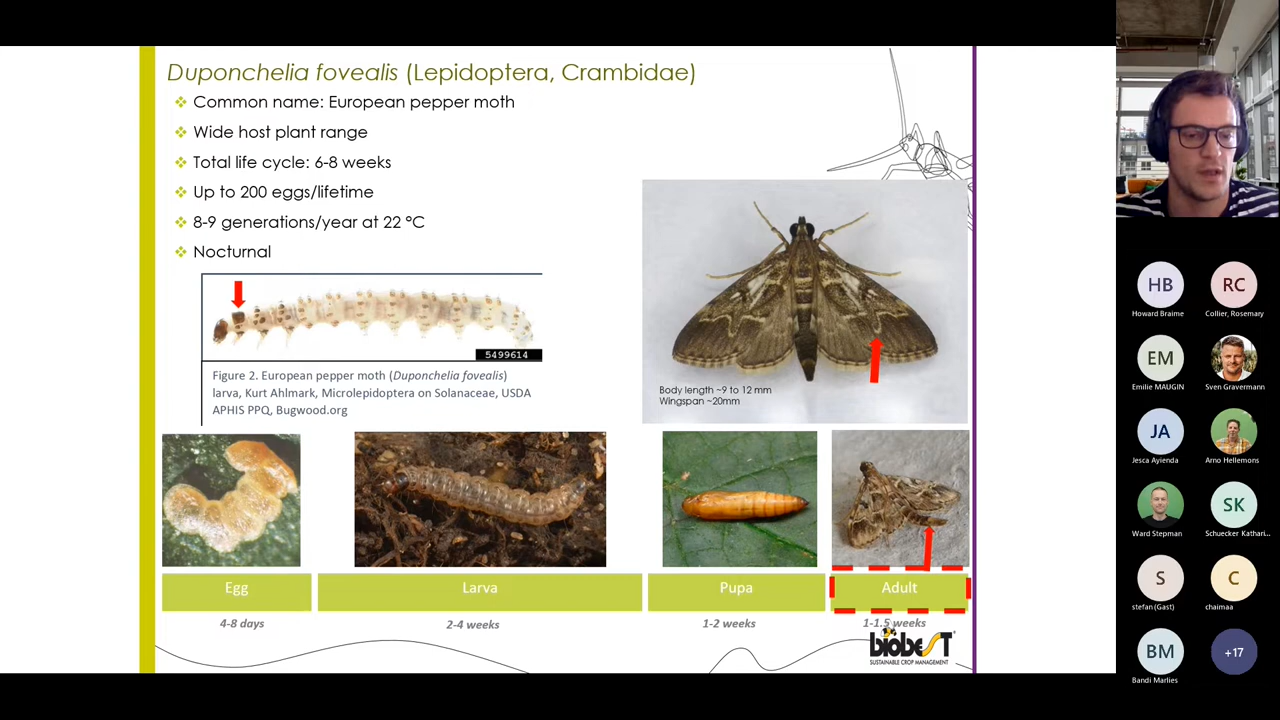 Duponchelia fovealis (Lepidoptera, Crambidae)
Common name: European pepper moth
Wide host plant range
Total life cycle: 6-8 weeks
Up to 200 eggs/lifetime
8-9 generations/year at 22 °C
Nocturnal
5499614
Figure 2. European pepper moth (Duponchelia fovealis)
larva, Kurt Ahlmark, Microlepidoptera on Solanaceae, USDA
APHIS PPQ, Bugwood.org
Body length ~9 to 12 mm
Wingspan ~20mm
Egg
Larva
Pupa
Adult
4-8 days
2-4 weeks
1-2 weeks
1-1.5 weeks
biobest
SUSTAINABLE CROP MANAGEMENT
HB
RC
Howard Braime
Collier, Rosemary
EM
Emilie MAUGIN
Sven Gravermann
JA
Jesca Ayienda
Arno Hellemons
SK
Ward Stepman
Schuecker Kathari...
S
C
stefan (Gast)
chaimaa
BM
+17
Bandi Marlies